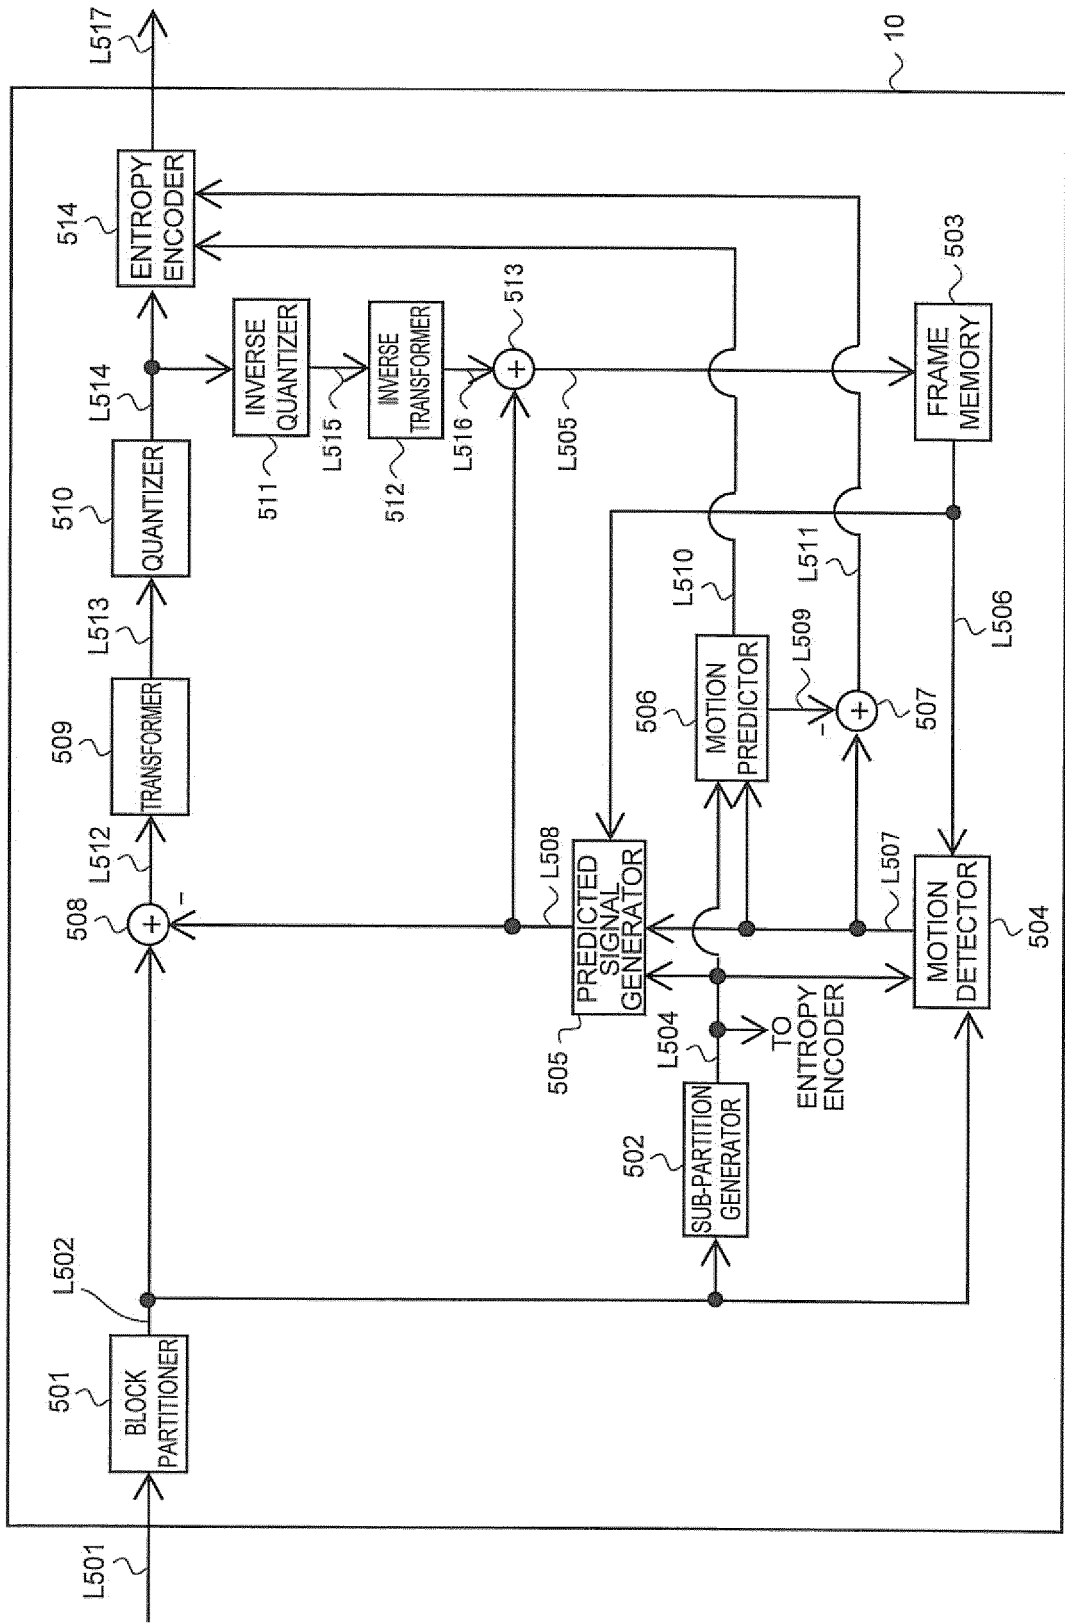 L501
501
BLOCK
PARTITIONER
L502
508
L512
509
TRANSFORMER
L513
510
QUANTIZER
L514
514
ENTROPY
ENCODER
L517
10
-
+
511
INVERSE
QUANTIZER
L515
512
INVERSE
TRANSFORMER
L516
+
513
L505
505
PREDICTED
SIGNAL
GENERATOR
L508
502
SUB-PARTITION
GENERATOR
L504
TO
ENTROPY
ENCODER
506
MOTION
PREDICTOR
L510
L509
-
+
507
L511
MOTION
DETECTOR
504
L507
L506
FRAME
MEMORY
503